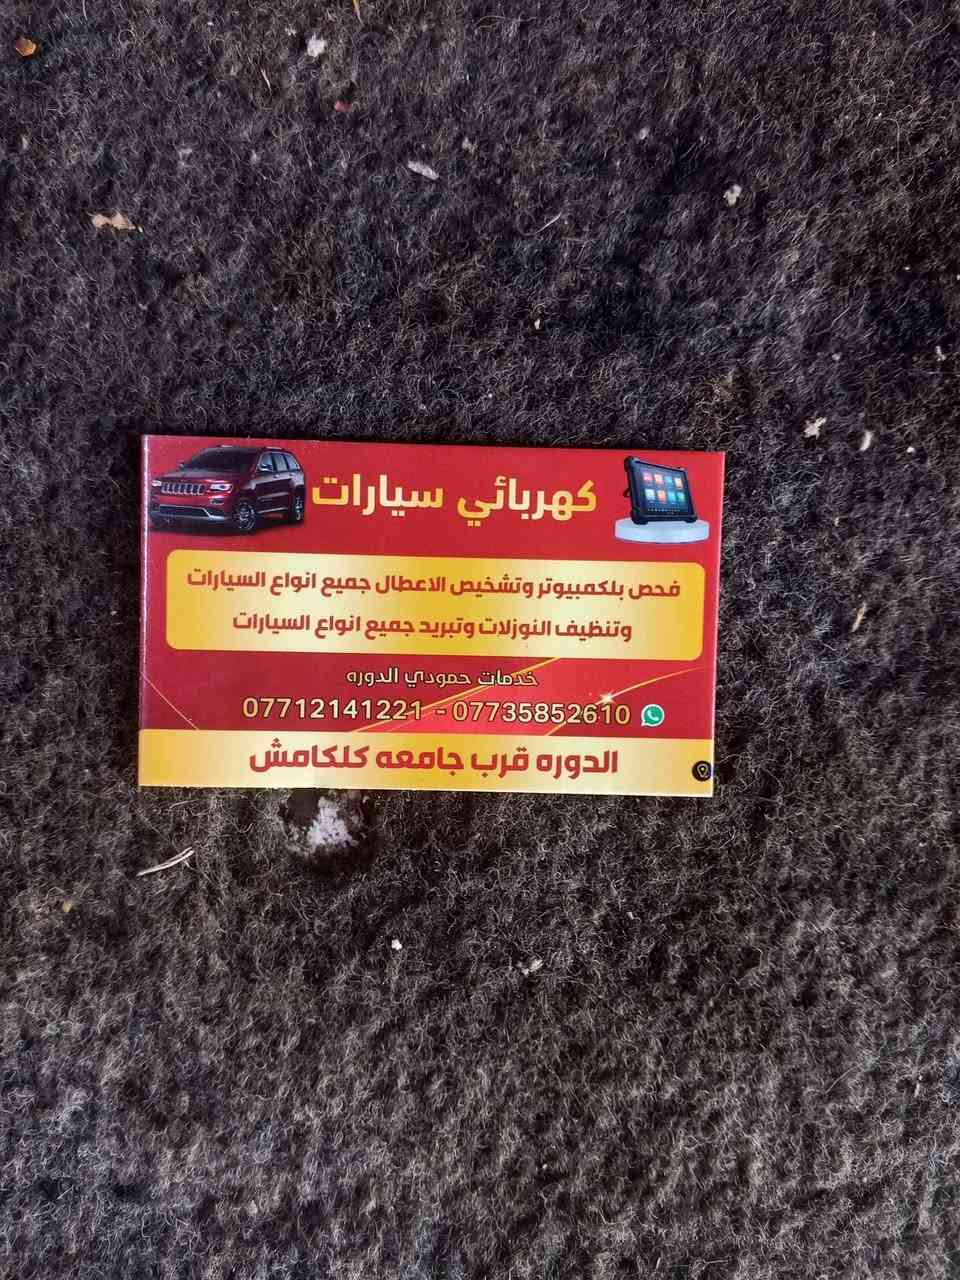 كهربائي سيارات
فحص بلكمبيوتر وتشخيص الاعطال جميع انواع السيارات
وتنظيف النوزلات وتبريد جميع انواع السيارات
خدمات حمودي الدوره
07712141221 - 07735852610
الدوره قرب جامعه كلكامش